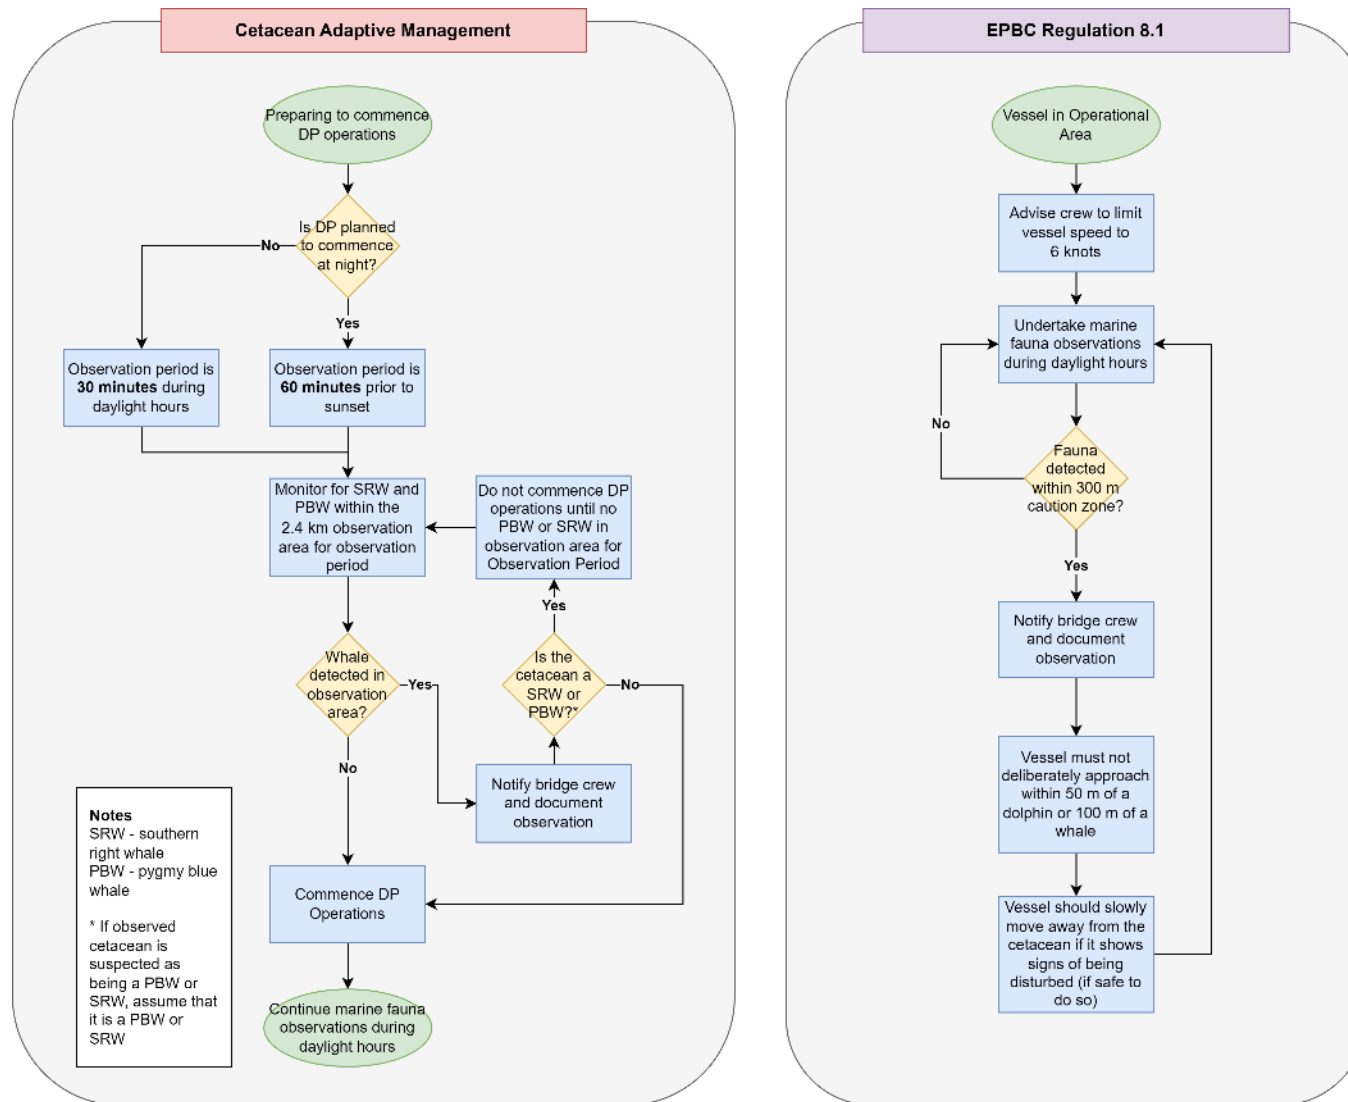 Cetacean Adaptive Management
Preparing to commence
DP operations
Is DP planned
to commence
at night?
No
Yes
Observation period is
30 minutes during
daylight hours
Observation period is
60 minutes prior to
sunset
Monitor for SRW and
PBW within the
2.4 km observation
area for observation
period
Do not commence DP
operations until no
PBW or SRW in
observation area for
Observation Period
Yes
Whale
detected in
observation
area?
Yes
Is the
cetacean a
SRW or
PBW?*
No
No
Notify bridge crew
and document
observation
Commence DP
Operations
Continue marine fauna
observations during
daylight hours
Notes
SRW - southern
right whale
PBW - pygmy blue
whale
* If observed
cetacean is
suspected as
being a PBW or
SRW, assume that
it is a PBW or
SRW
EPBC Regulation 8.1
Vessel in Operational
Area
Advise crew to limit
vessel speed to
6 knots
Undertake marine
fauna observations
during daylight hours
No
Fauna
detected
within 300 m
caution zone?
Yes
Notify bridge crew
and document
observation
Vessel must not
deliberately approach
within 50 m of a
dolphin or 100 m of a
whale
Vessel should slowly
move away from the
cetacean if it shows
signs of being
disturbed (if safe to
do so)